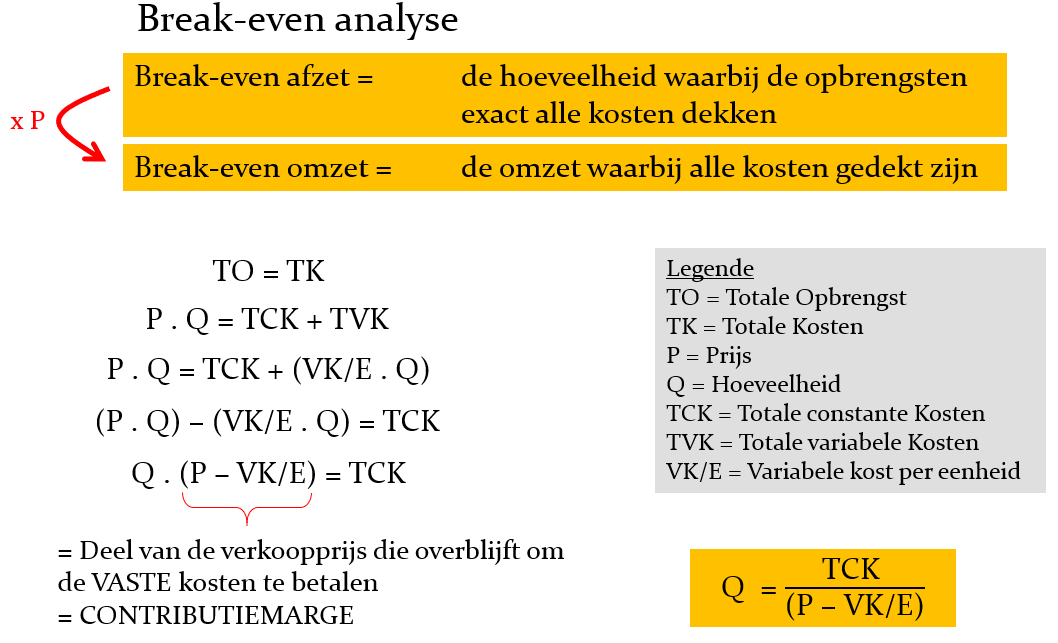 Break-even analyse
Break-even afzet = de hoeveelheid waarbij de opbrengsten
exact alle kosten dekken
x P
Break-even omzet = de omzet waarbij alle kosten gedekt zijn
TO = TK
P . Q = TCK + TVK
P . Q = TCK + (VK/E . Q)
(P . Q) – (VK/E . Q) = TCK
Q . (P – VK/E) = TCK
= Deel van de verkoopprijs die overblijft om
de VASTE kosten te betalen
= CONTRIBUTIEMARGE
Legende
TO = Totale Opbrengst
TK = Totale Kosten
P = Prijs
Q = Hoeveelheid
TCK = Totale constante Kosten
TVK = Totale variabele Kosten
VK/E = Variabele kost per eenheid
TCK
Q =
(P – VK/E)